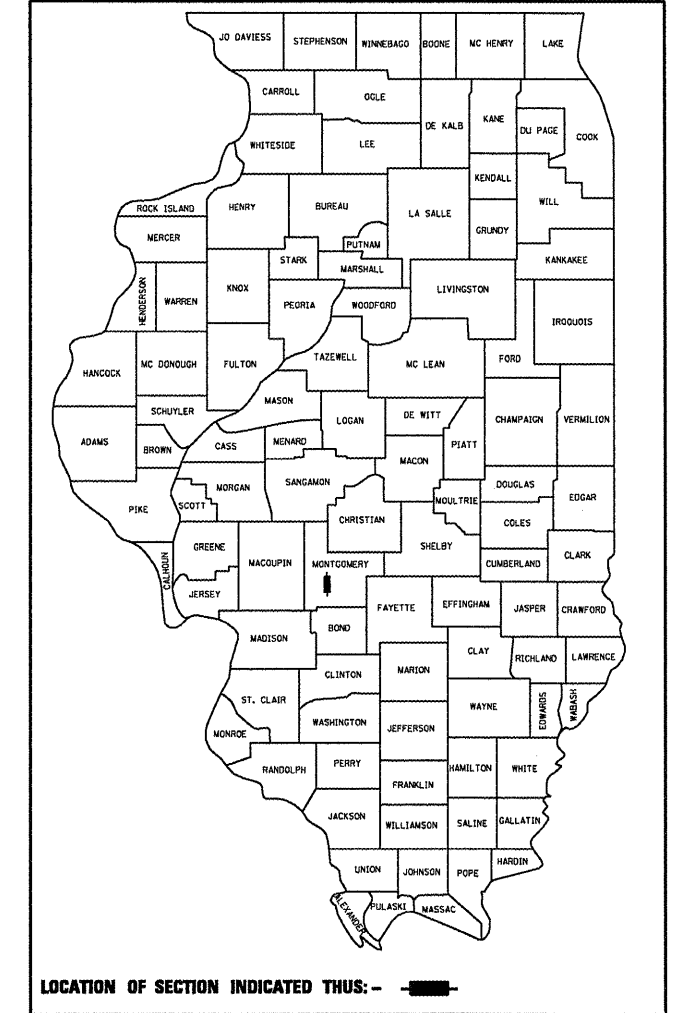 JO DAVIESS
STEPHENSON
WINNEBAGO
BOONE
MC HENRY
LAKE
CARROLL
OGLE
DE KALB
KANE
DU PAGE
COOK
WHITESIDE
LEE
KENDALL
WILL
ROCK ISLAND
HENRY
BUREAU
LA SALLE
GRUNDY
MERCER
PUTNAM
STARK
MARSHALL
KANKAKEE
HENDERSON
WARREN
KNOX
PEORIA
WOODFORD
LIVINGSTON
IROQUOIS
HANCOCK
MC DONOUGH
FULTON
TAZEWELL
MC LEAN
FORD
SCHUYLER
MASON
LOGAN
DE WITT
CHAMPAIGN
VERMILION
ADAMS
BROWN
CASS
MENARD
MACON
PIATT
PIKE
SCOTT
MORGAN
SANGAMON
CHRISTIAN
MOULTRIE
DOUGLAS
EDGAR
COLES
CALHOUN
GREENE
MACOUPIN
MONTGOMERY
SHELBY
CUMBERLAND
CLARK
JERSEY
FAYETTE
EFFINGHAM
JASPER
CRAWFORD
MADISON
BOND
CLAY
RICHLAND
LAWRENCE
CLINTON
MARION
ST. CLAIR
WAYNE
EDWARDS
WABASH
MONROE
WASHINGTON
JEFFERSON
RANDOLPH
PERRY
HAMILTON
WHITE
FRANKLIN
JACKSON
WILLIAMSON
SALINE
GALLATIN
UNION
JOHNSON
POPE
HARDIN
ALEXANDER
PULASKI
MASSAC
LOCATION OF SECTION INDICATED THUS: -